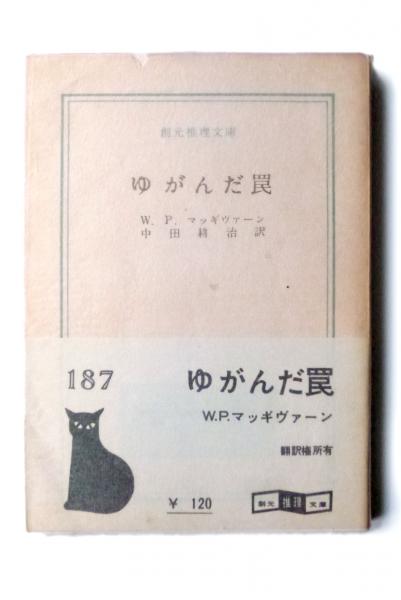 創元推理文庫
ゆがんだ罠
W. P. マッギヴァーン
中田耕治訳
187
ゆがんだ罠
W.P.マッギヴァーン
翻訳権所有
¥ 120
創元 推理 文庫